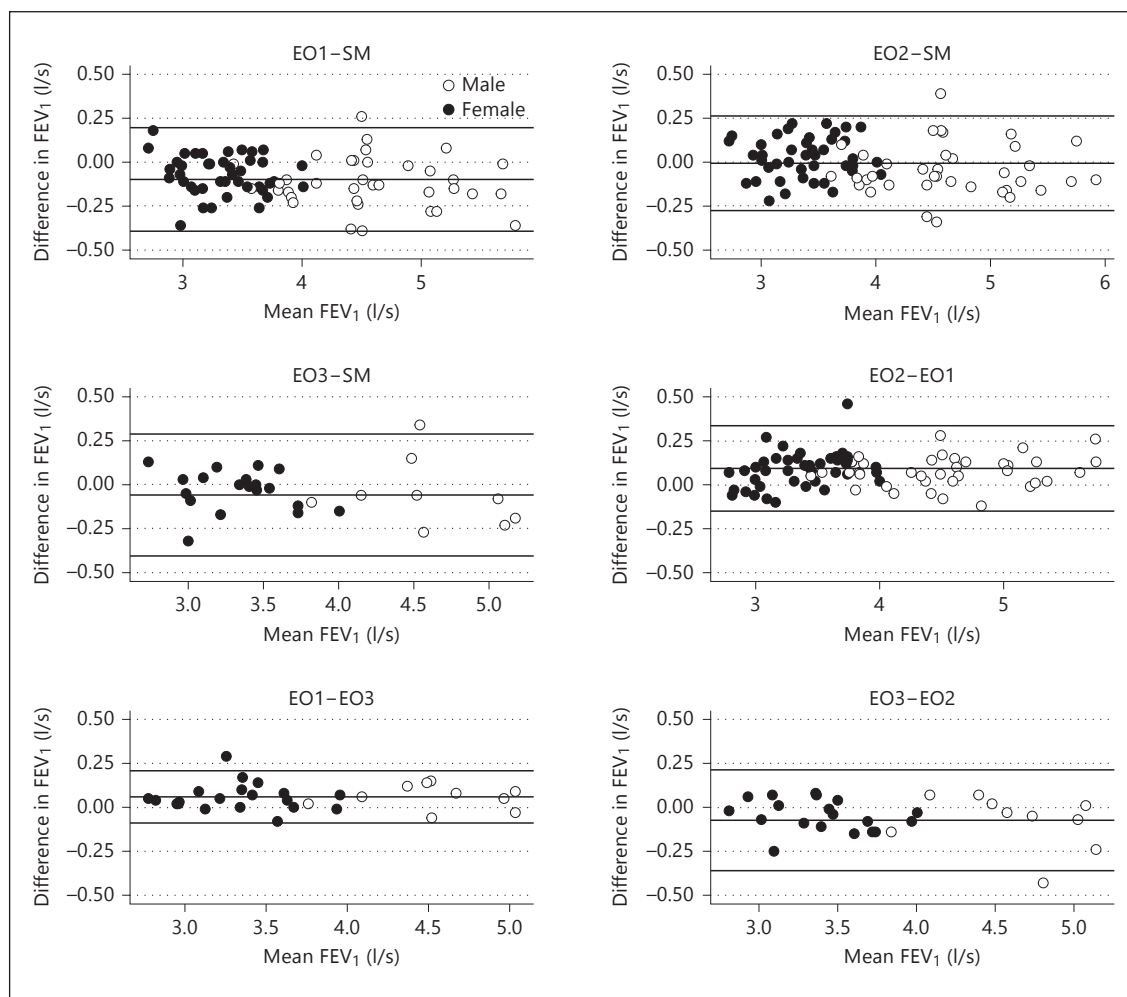 EO1–SM
Difference in FEV1 (l/s)
0.50
0.25
0.00
–0.25
–0.50
Male
Female
3
4
5
Mean FEV1 (l/s)
EO2–SM
Difference in FEV1 (l/s)
0.50
0.25
0.00
–0.25
–0.50
3
4
5
6
Mean FEV1 (l/s)
EO3–SM
Difference in FEV1 (l/s)
0.50
0.25
0.00
–0.25
–0.50
3.0
3.5
4.0
4.5
5.0
Mean FEV1 (l/s)
EO2–EO1
Difference in FEV1 (l/s)
0.50
0.25
0.00
–0.25
–0.50
3
4
5
Mean FEV1 (l/s)
EO1–EO3
Difference in FEV1 (l/s)
0.50
0.25
0.00
–0.25
–0.50
3.0
3.5
4.0
4.5
5.0
Mean FEV1 (l/s)
EO3–EO2
Difference in FEV1 (l/s)
0.50
0.25
0.00
–0.25
–0.50
3.0
3.5
4.0
4.5
5.0
Mean FEV1 (l/s)